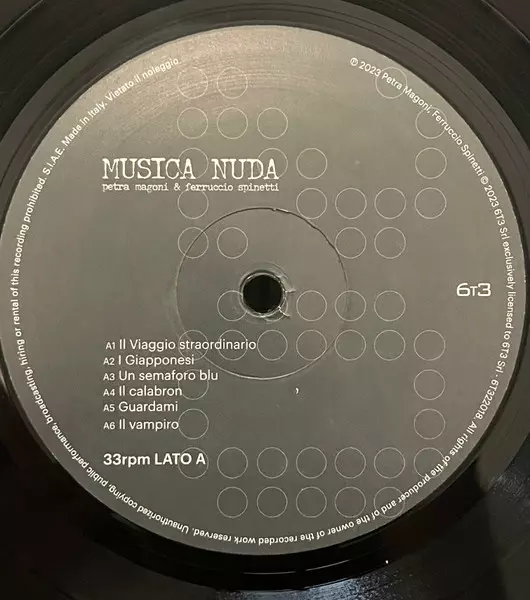 MUSICA NUDA
petra magoni & ferruccio spinetti
6T3
A1 Il Viaggio straordinario
A2 I Giapponesi
A3 Un semaforo blu
A4 Il calabron
A5 Guardami
A6 Il vampiro
33rpm LATO A
℗ 2023 Petra Magoni, Ferruccio Spinetti © 2023 6T3 Srl exclusively licensed to 6T3 Srl · 6T322018. All rights of the producer and of the owner of the recorded work reserved. Unauthorized copying, public performance broadcasting, hiring or rental of this recording prohibited. S.I.A.E. Made in Italy. Vietato il noleggio